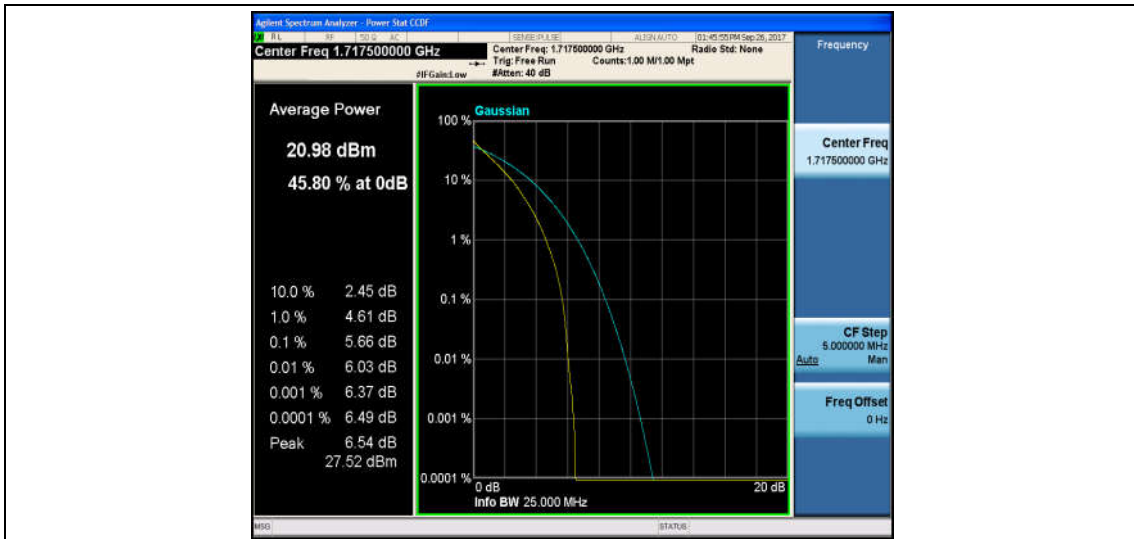 Agilent Spectrum Analyzer - Power Stat CCDF
RL RF 50 Ω AC SENSE:PULSE ALIGN AUTO 01:45:55 PM Sep 26, 2017
Center Freq 1.717500000 GHz
Center Freq: 1.717500000 GHz Radio Std: None
Trig: Free Run Counts:1.00 M/1.00 Mpt
#IFGain:Low #Atten: 40 dB
Frequency
Average Power
20.98 dBm
45.80 % at 0dB
10.0 % 2.45 dB
1.0 % 4.61 dB
0.1 % 5.66 dB
0.01 % 6.03 dB
0.001 % 6.37 dB
0.0001 % 6.49 dB
Peak 6.54 dB
27.52 dBm
Gaussian
100 %
10 %
1 %
0.1 %
0.01 %
0.001 %
0.0001 %
0 dB 20 dB
Info BW 25.000 MHz
Center Freq
1.717500000 GHz
CF Step
5.000000 MHz
Auto Man
Freq Offset
0 Hz
MSG STATUS